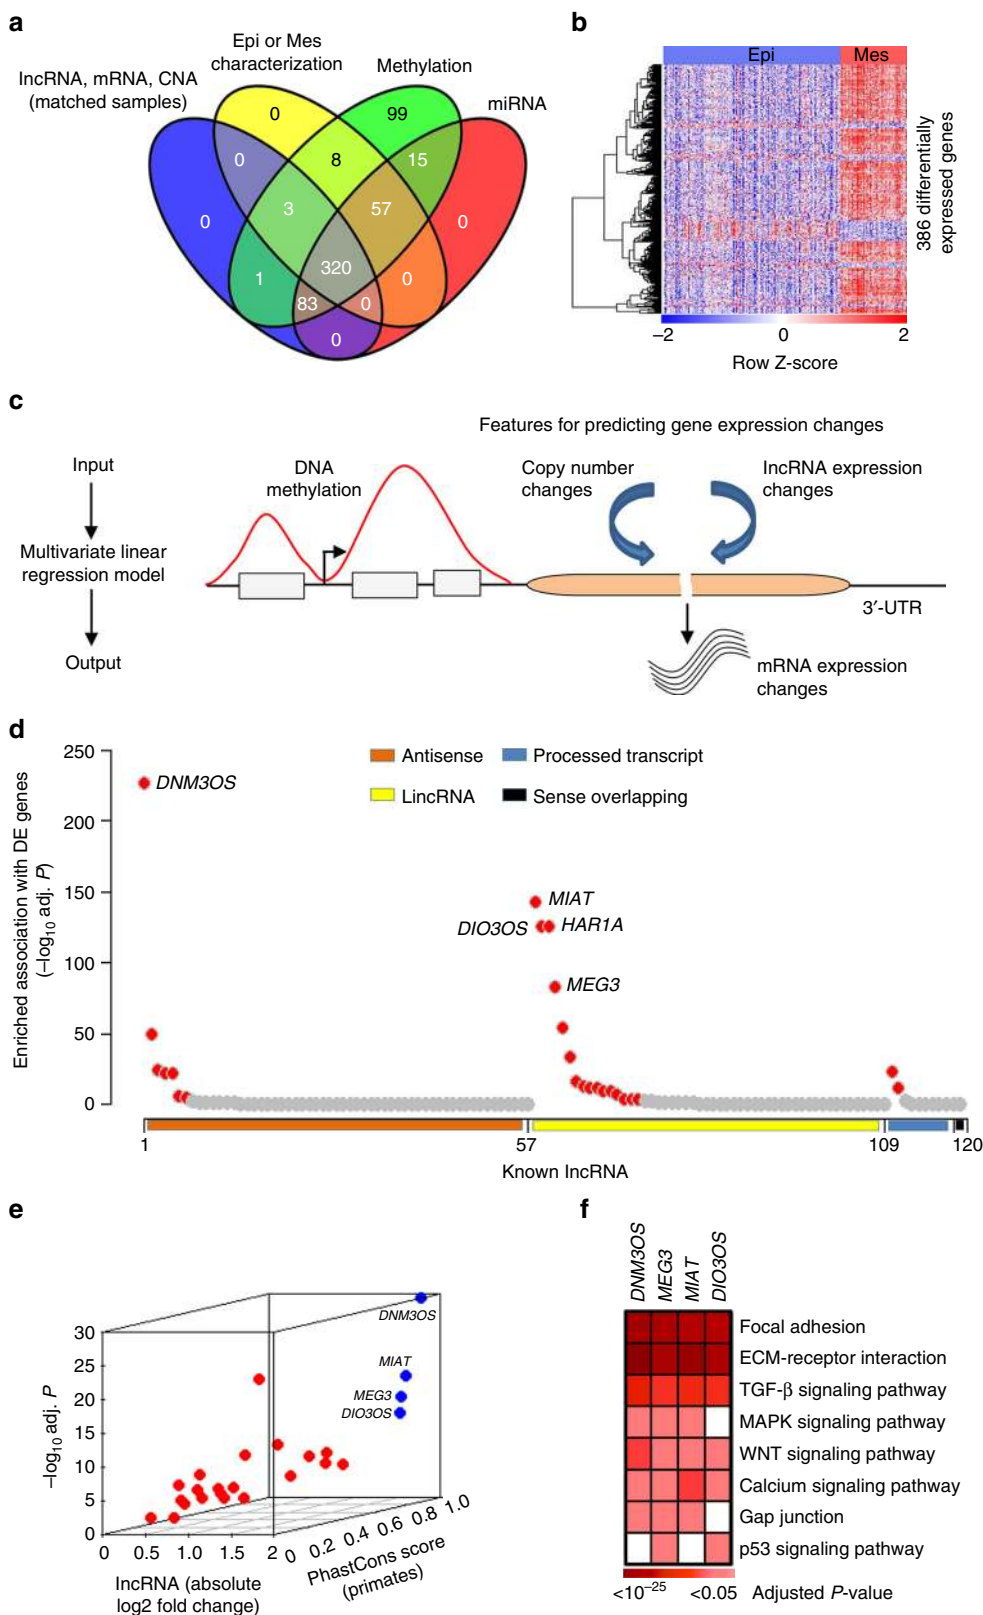 a
lncRNA, mRNA, CNA
(matched samples)
Epi or Mes
characterization
Methylation
miRNA
0
99
0
8
15
0
3
57
0
1
320
0
83
0
0
b
Epi
Mes
386 differentially
expressed genes
−2
0
2
Row Z-score
c
Features for predicting gene expression changes
Input
Multivariate linear
regression model
Output
DNA
methylation
Copy number
changes
lncRNA expression
changes
3′-UTR
mRNA expression
changes
d
Enriched association with DE genes
(−log10 adj. P)
250
200
150
100
50
0
Antisense
Processed transcript
LincRNA
Sense overlapping
DNM3OS
MIAT
DIO3OS
HAR1A
MEG3
1
57
109
120
Known lncRNA
e
−log10 adj. P
30
25
20
15
10
5
0
0
0.5
1.0
1.5
2
lncRNA (absolute
log2 fold change)
0
0.2
0.4
0.6
0.8
1.0
PhastCons score
(primates)
DNM3OS
MIAT
MEG3
DIO3OS
f
DNM3OS
MEG3
MIAT
DIO3OS
Focal adhesion
ECM-receptor interaction
TGF-β signaling pathway
MAPK signaling pathway
WNT signaling pathway
Calcium signaling pathway
Gap junction
p53 signaling pathway
<10−25
<0.05
Adjusted P-value